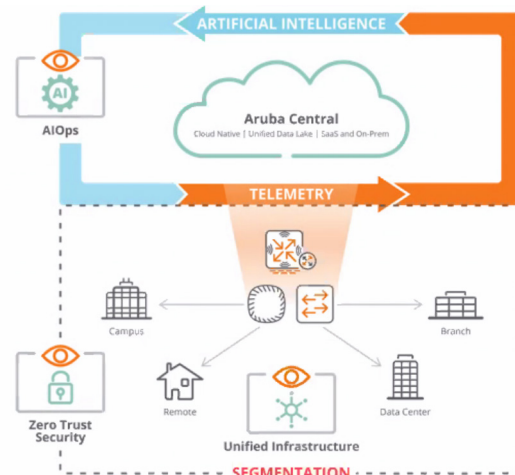 ARTIFICIAL INTELLIGENCE
AI
AIOps
Aruba Central
Cloud Native | Unified Data Lake | SaaS and On-Prem
TELEMETRY
Campus
Branch
Remote
Data Center
Zero Trust
Security
Unified Infrastructure
SEGMENTATION